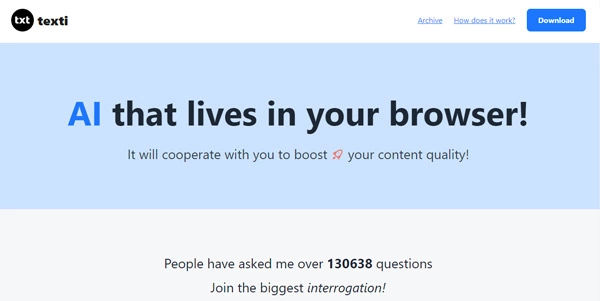 txt texti
Archive How does it work? Download
AI that lives in your browser!
It will cooperate with you to boost your content quality!
People have asked me over 130638 questions
Join the biggest interrogation!